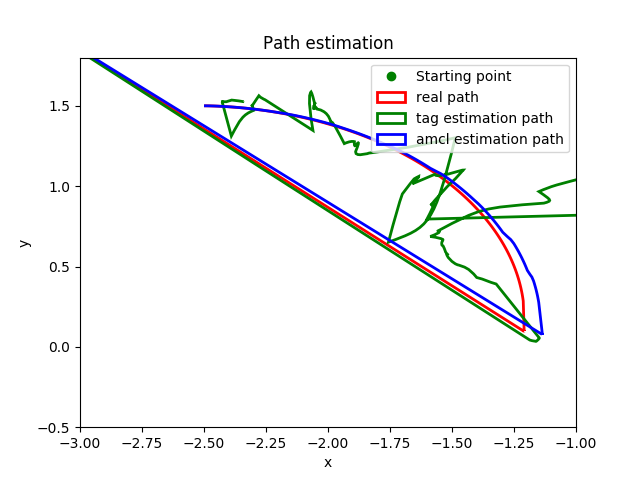 Path estimation
Starting point
real path
tag estimation path
amcl estimation path
1.5
1.0
0.5
0.0
−0.5
y
−3.00 −2.75 −2.50 −2.25 −2.00 −1.75 −1.50 −1.25 −1.00
x